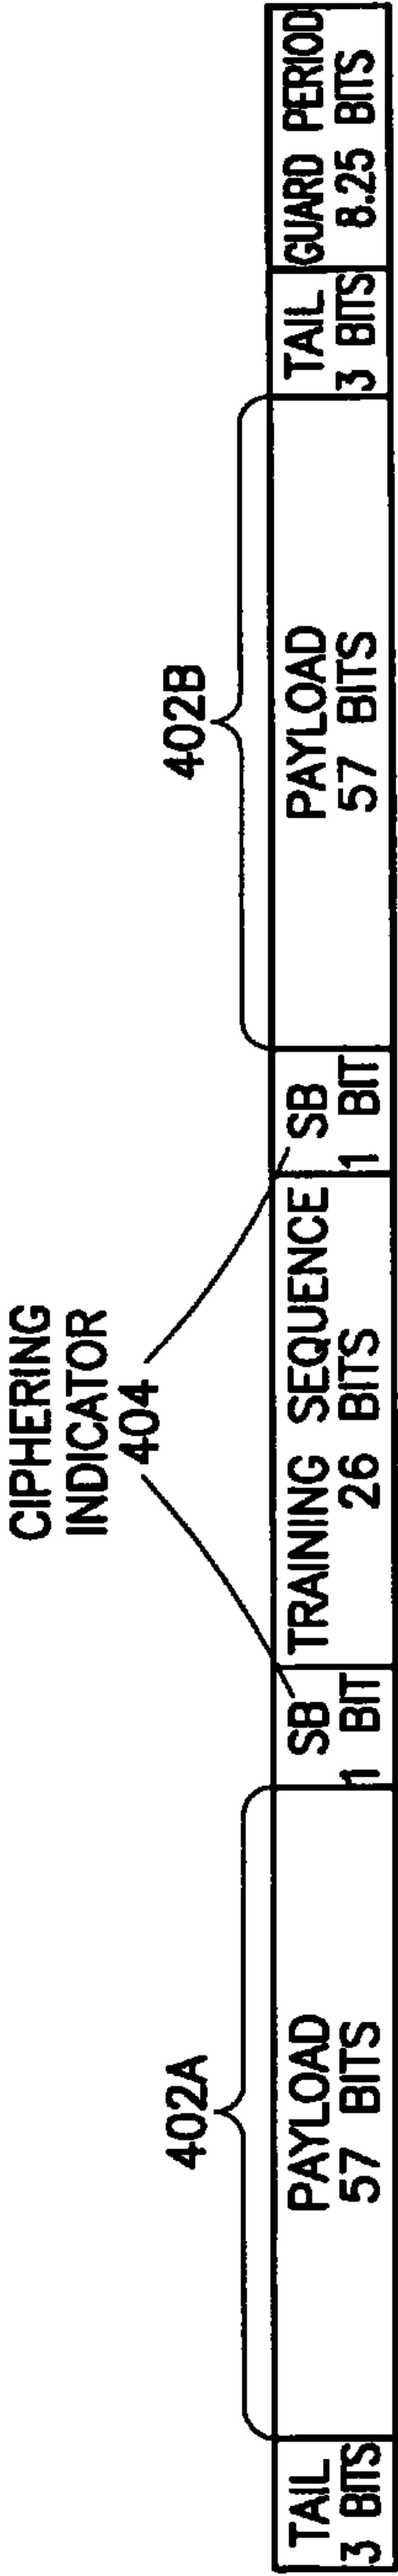 CIPHERING
INDICATOR
404
402A
402B
TAIL
3 BITS
PAYLOAD
57 BITS
SB
1 BIT
TRAINING SEQUENCE
26 BITS
SB
1 BIT
PAYLOAD
57 BITS
TAIL
3 BITS
GUARD PERIOD
8.25 BITS